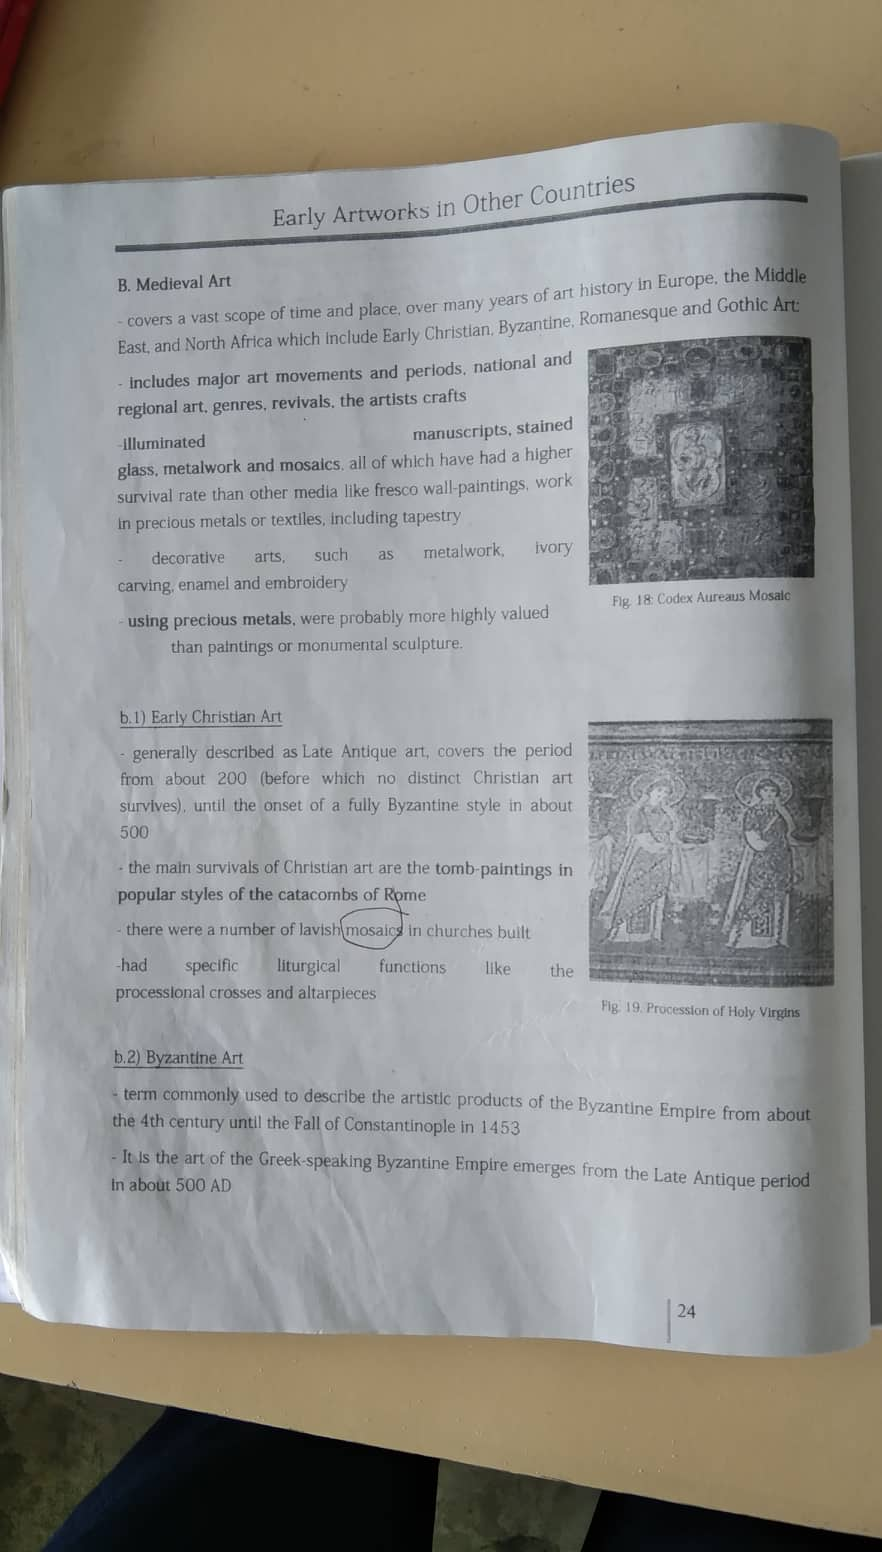 Early Artworks in Other Countries
B. Medieval Art
- covers a vast scope of time and place, over many years of art history in Europe, the Middle
East, and North Africa which include Early Christian, Byzantine, Romanesque and Gothic Art:
- includes major art movements and periods, national and
regional art, genres, revivals, the artists crafts
-illuminated manuscripts, stained
glass, metalwork and mosaics. all of which have had a higher
survival rate than other media like fresco wall-paintings, work
in precious metals or textiles, including tapestry
- decorative arts, such as metalwork, ivory
carving, enamel and embroidery
- using precious metals, were probably more highly valued
than paintings or monumental sculpture.
Fig. 18: Codex Aureaus Mosaic
b.1) Early Christian Art
- generally described as Late Antique art, covers the period
from about 200 (before which no distinct Christian art
survives), until the onset of a fully Byzantine style in about
500
- the main survivals of Christian art are the tomb-paintings in
popular styles of the catacombs of Rome
- there were a number of lavish mosaics in churches built
-had specific liturgical functions like the
processional crosses and altarpieces
Fig. 19. Procession of Holy Virgins
b.2) Byzantine Art
- term commonly used to describe the artistic products of the Byzantine Empire from about
the 4th century until the Fall of Constantinople in 1453
- It is the art of the Greek-speaking Byzantine Empire emerges from the Late Antique period
in about 500 AD
24